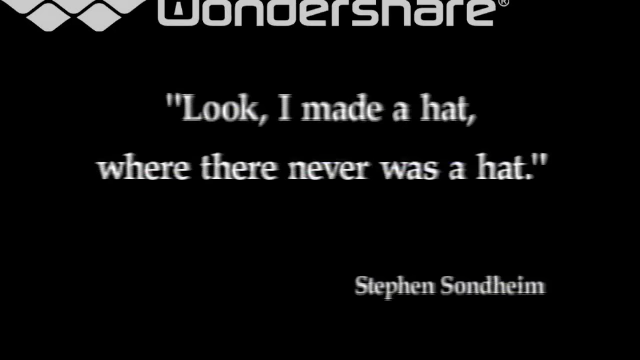 Wondershare®
"Look, I made a hat,
where there never was a hat."
Stephen Sondheim